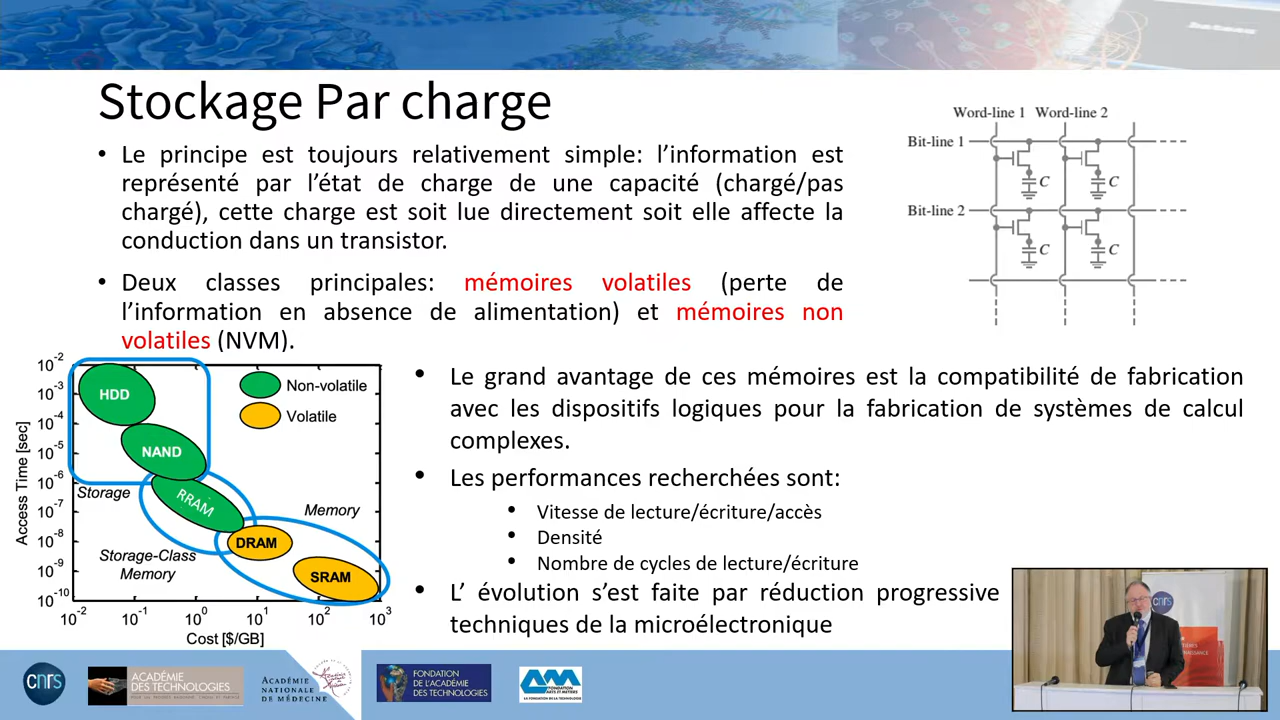 Stockage Par charge
• Le principe est toujours relativement simple: l’information est
représenté par l’état de charge de une capacité (chargé/pas
chargé), cette charge est soit lue directement soit elle affecte la
conduction dans un transistor.
• Deux classes principales: mémoires volatiles (perte de
l’information en absence de alimentation) et mémoires non
volatiles (NVM).
Word-line 1 Word-line 2
Bit-line 1
C C
Bit-line 2
C C
Access Time [sec]
10-2
10-3
10-4
10-5
10-6
10-7
10-8
10-9
10-10
HDD
NAND
RRAM
DRAM
SRAM
Non-volatile
Volatile
Storage
Memory
Storage-Class
Memory
10-2 10-1 100 101 102 103
Cost [$/GB]
• Le grand avantage de ces mémoires est la compatibilité de fabrication
avec les dispositifs logiques pour la fabrication de systèmes de calcul
complexes.
• Les performances recherchées sont:
• Vitesse de lecture/écriture/accès
• Densité
• Nombre de cycles de lecture/écriture
• L’ évolution s’est faite par réduction progressive
techniques de la microélectronique
cnrs
cnrs
ACADÉMIE
DES TECHNOLOGIES
ACADÉMIE
NATIONALE
DE MÉDECINE
FONDATION
DE L'ACADÉMIE
DES TECHNOLOGIES
AM
FONDATION
ARTS ET MÉTIERS
LA FONDATION DE LA TECHNOLOGIE